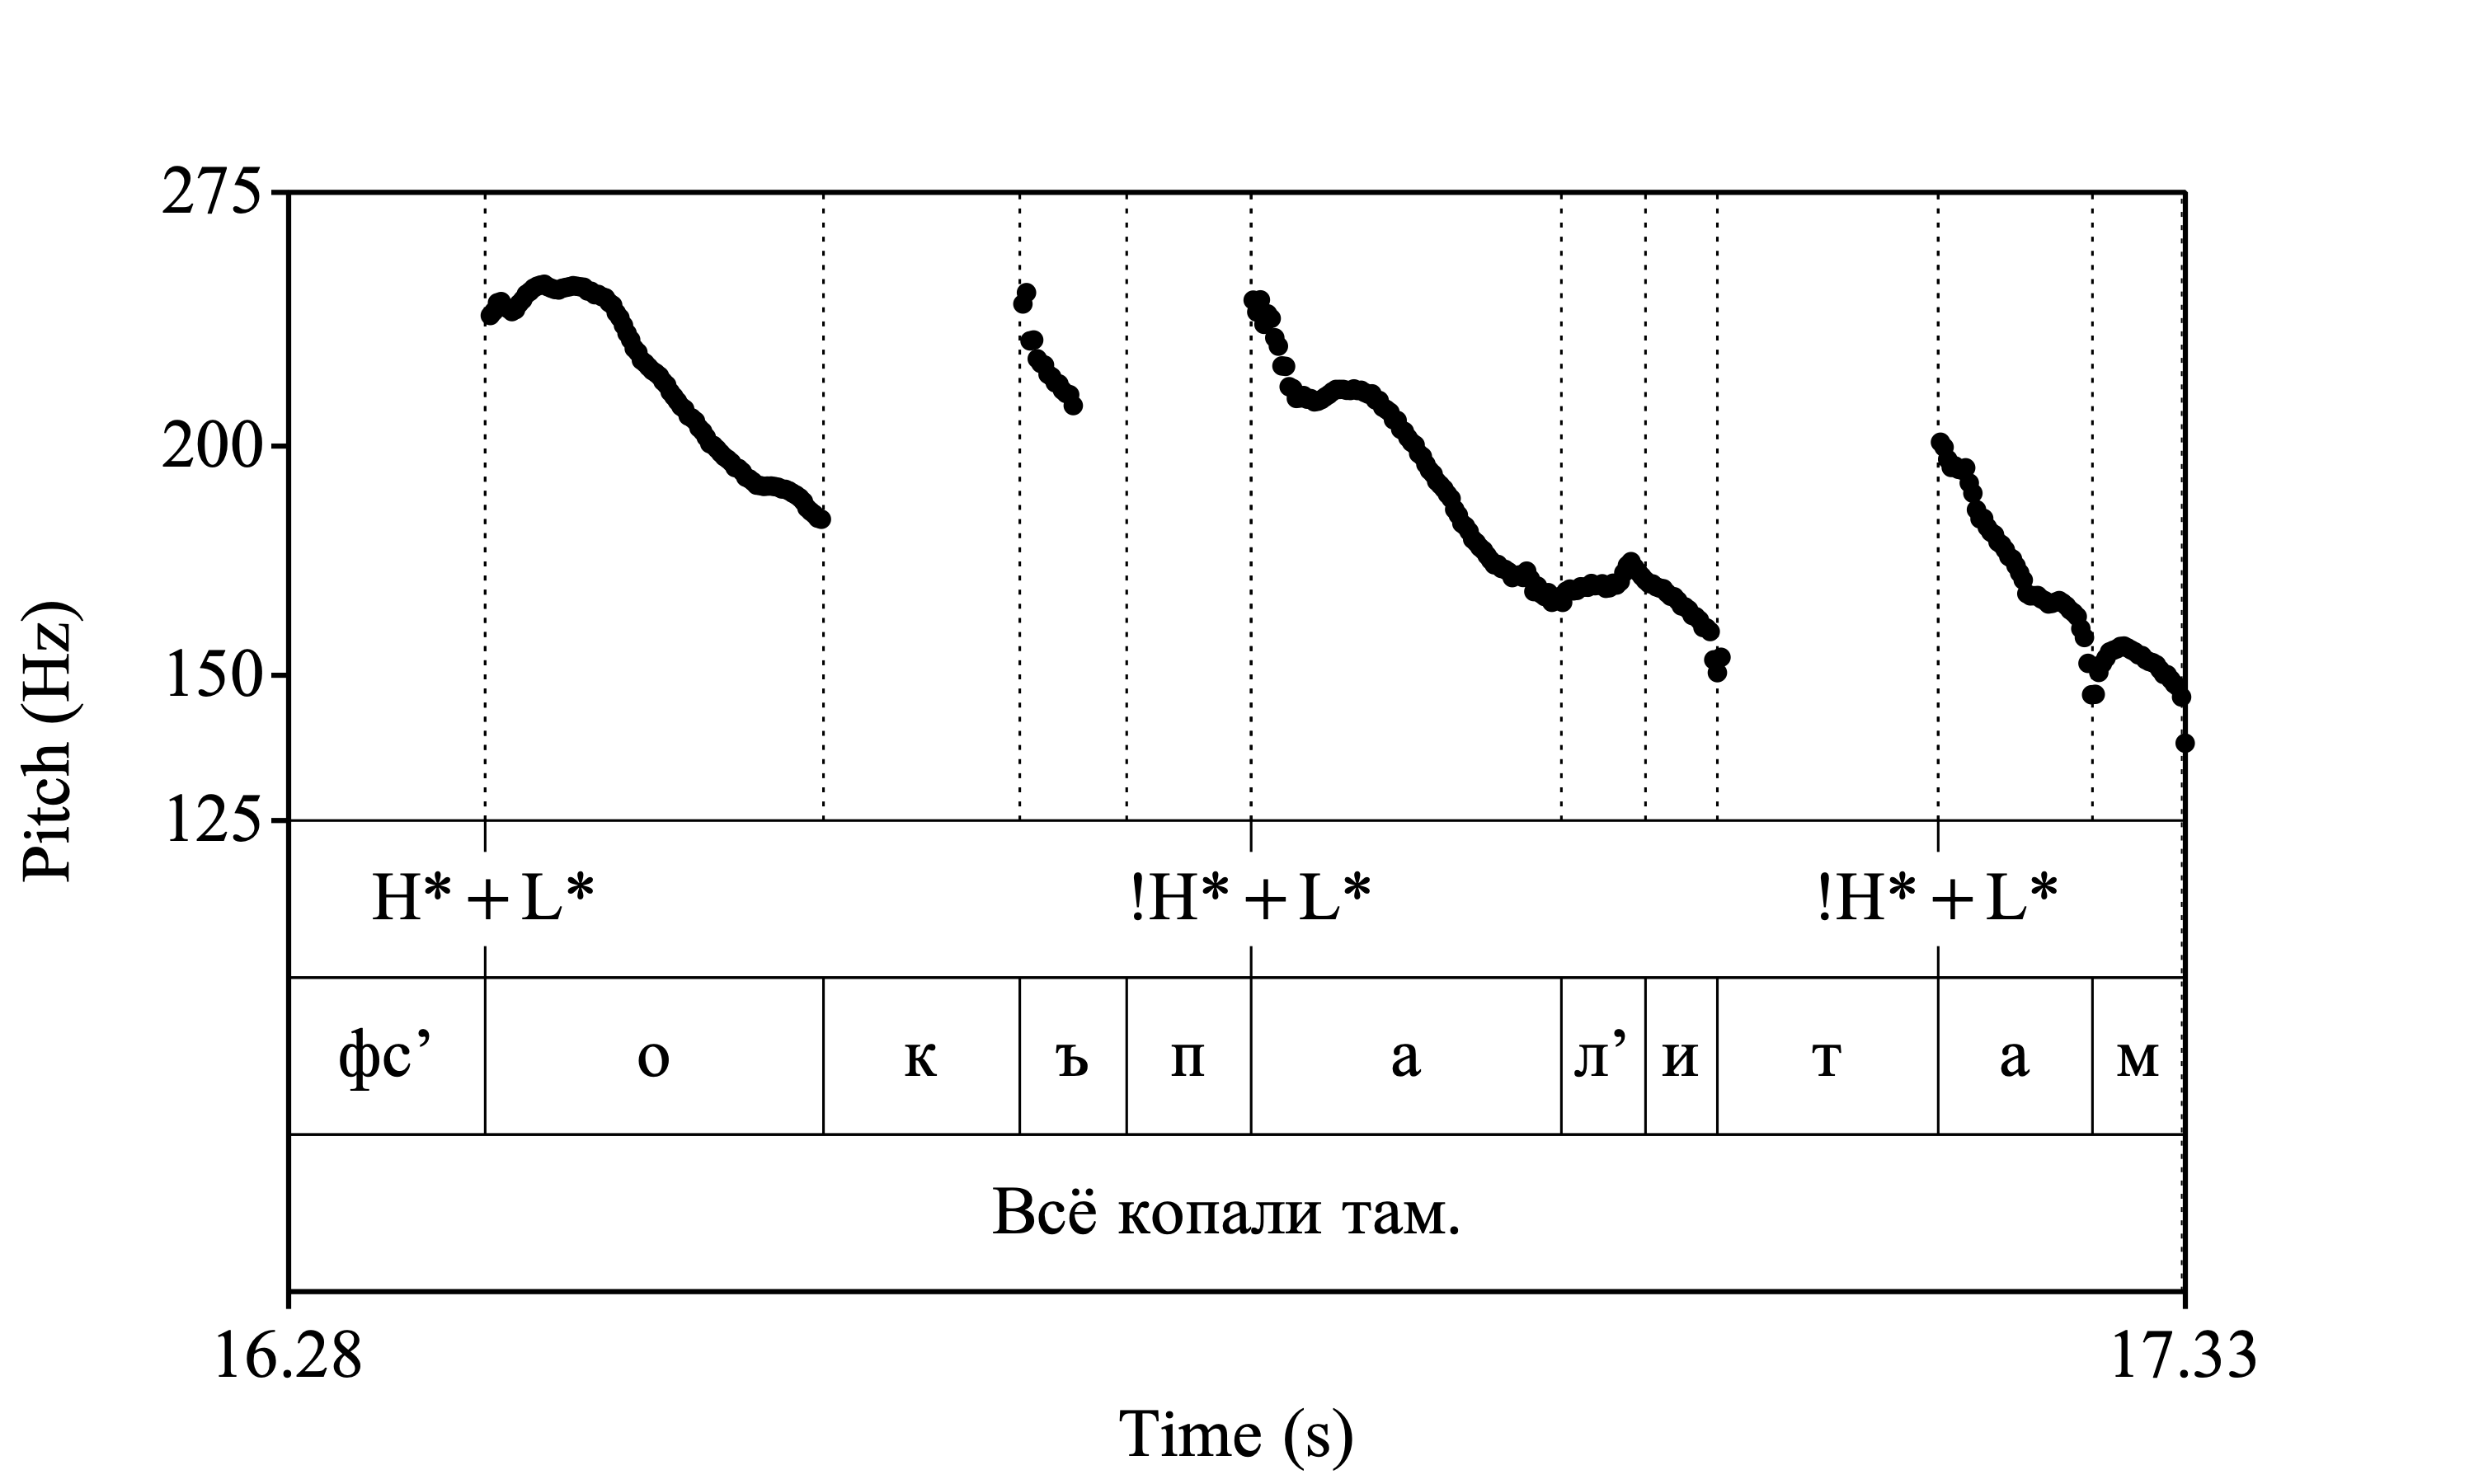 275
200
150
125
Pitch (Hz)
H* + L* !H* + L* !H* + L*
фс’ о к ъ п а л’ и т а м
Всё копали там.
16.28 17.33
Time (s)